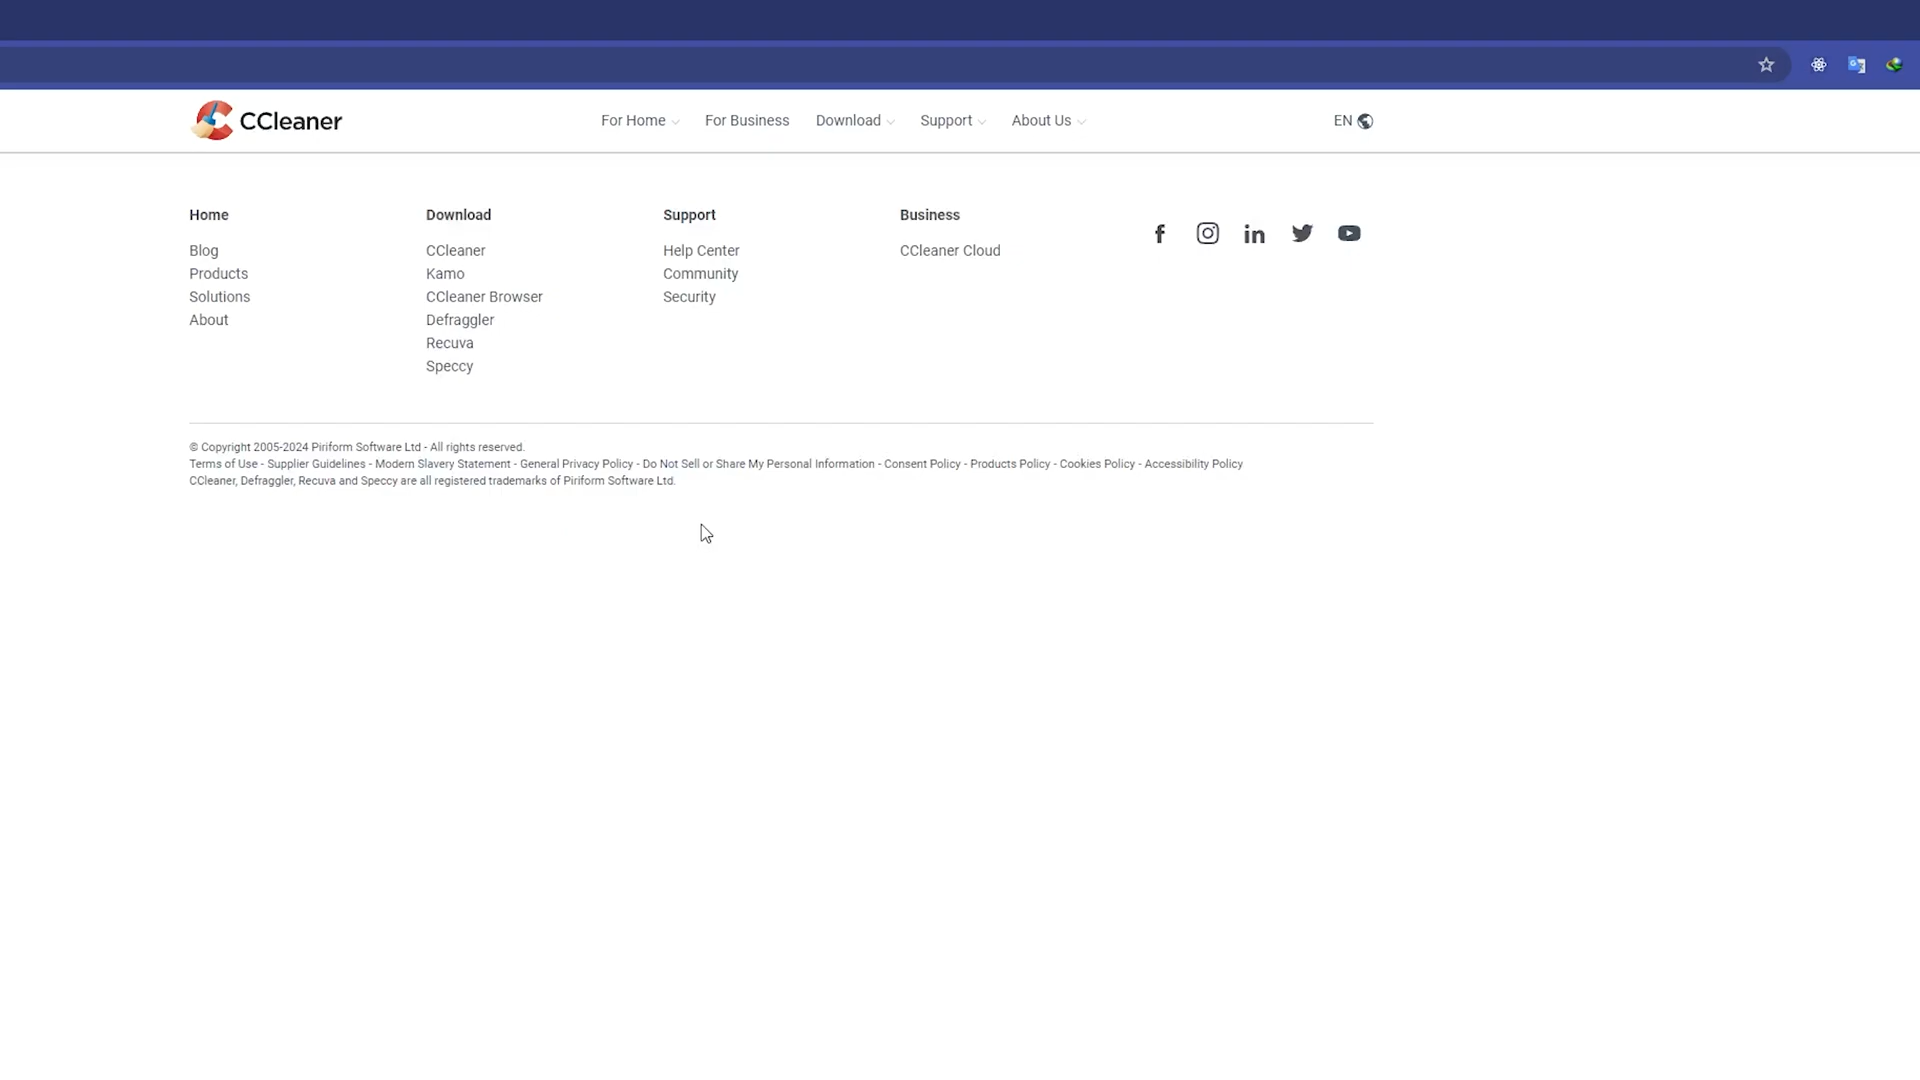 CCleaner
For Home
For Business
Download
Support
About Us
EN
Home
Blog
Products
Solutions
About
Download
CCleaner
Kamo
CCleaner Browser
Defraggler
Recuva
Speccy
Support
Help Center
Community
Security
Business
CCleaner Cloud
© Copyright 2005-2024 Piriform Software Ltd - All rights reserved.
Terms of Use - Supplier Guidelines - Modern Slavery Statement - General Privacy Policy - Do Not Sell or Share My Personal Information - Consent Policy - Products Policy - Cookies Policy - Accessibility Policy
CCleaner, Defraggler, Recuva and Speccy are all registered trademarks of Piriform Software Ltd.